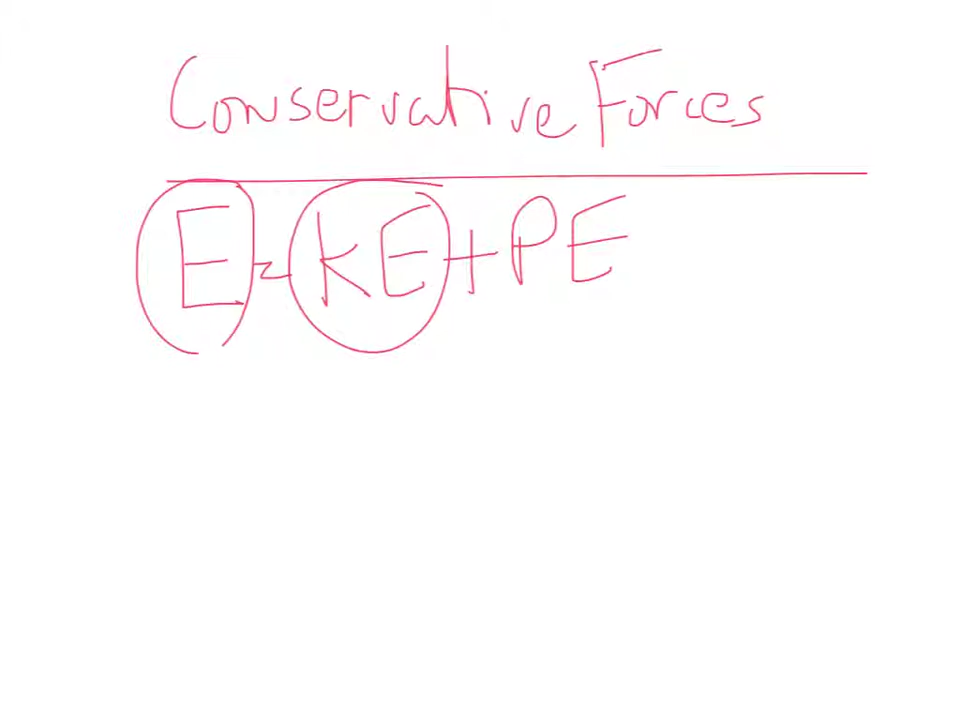 Conservative Forces
E = KE + PE